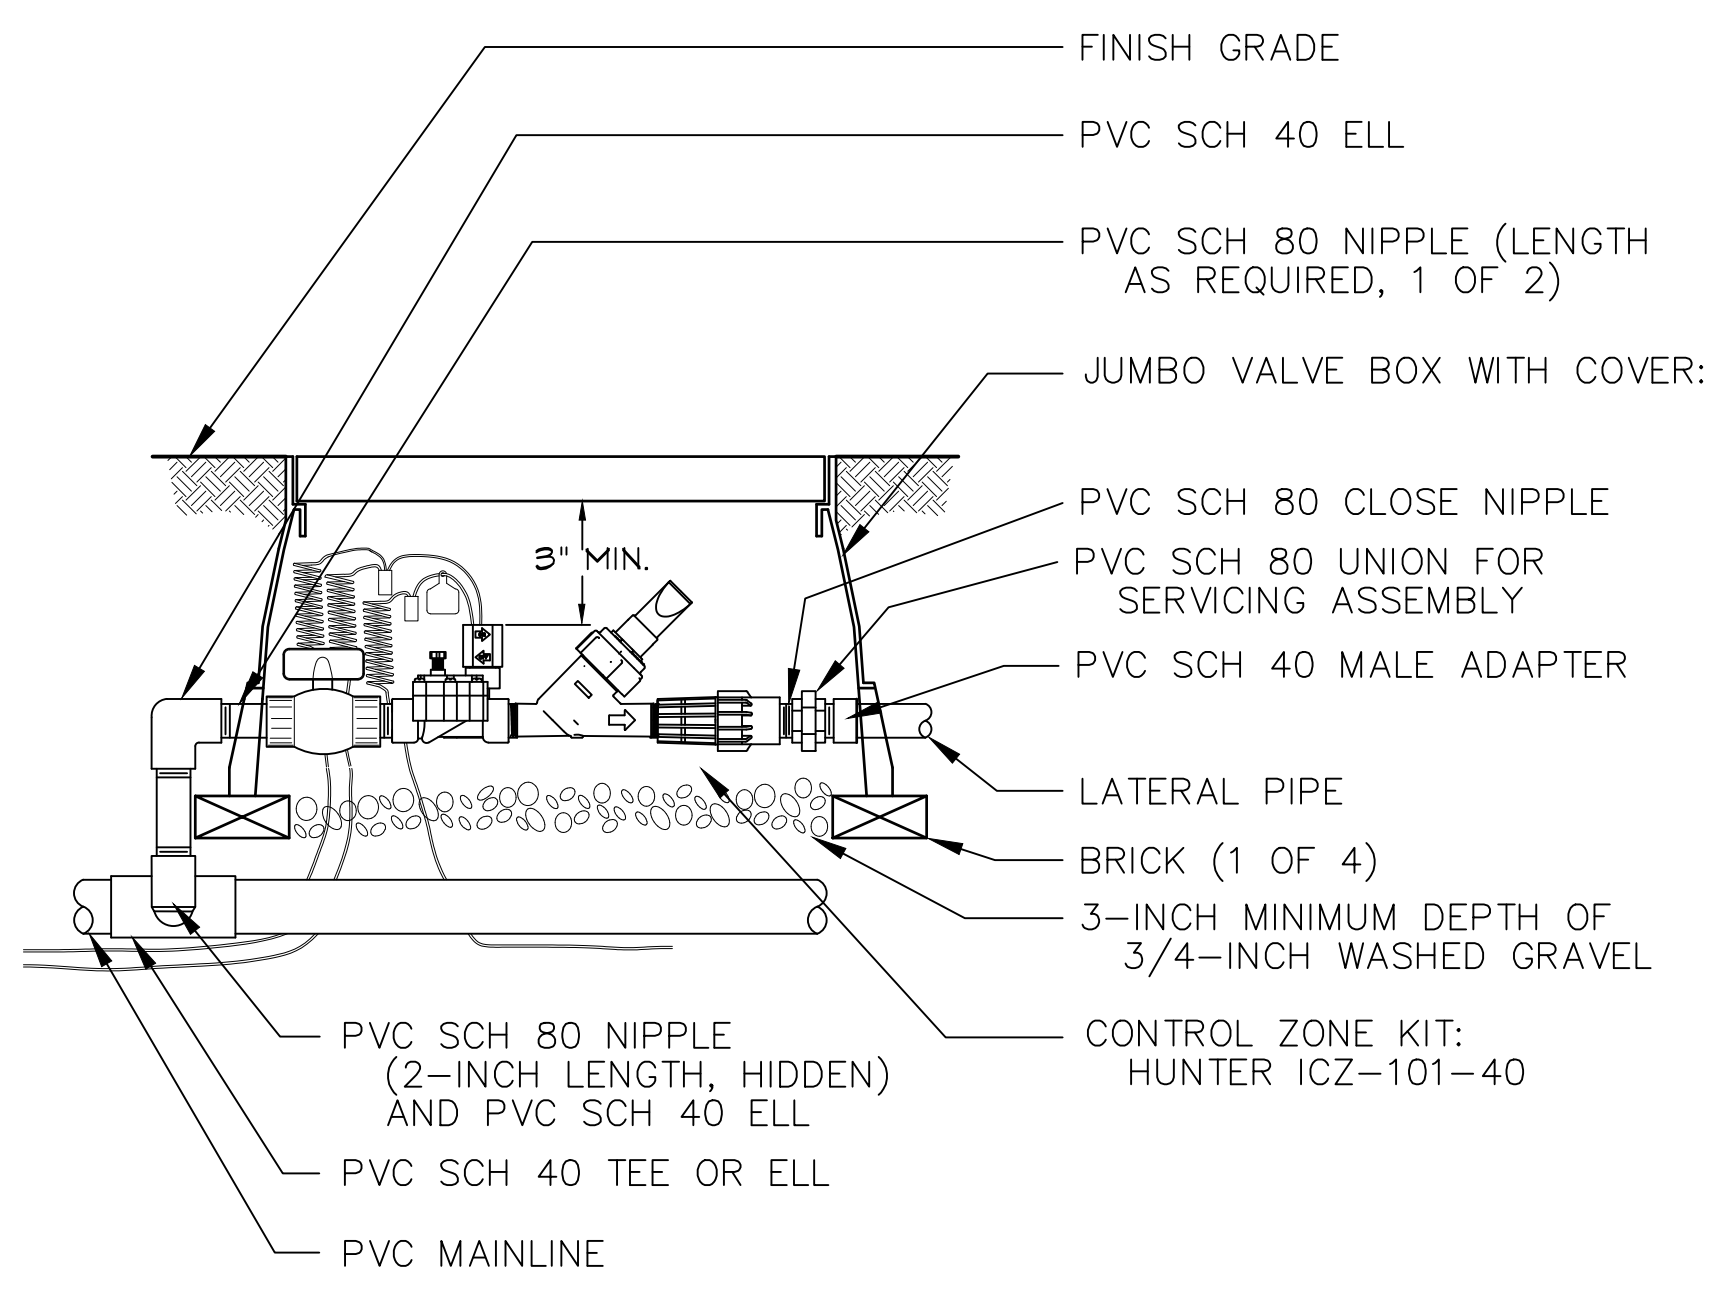 FINISH GRADE
PVC SCH 40 ELL
PVC SCH 80 NIPPLE (LENGTH
AS REQUIRED, 1 OF 2)
JUMBO VALVE BOX WITH COVER:
PVC SCH 80 CLOSE NIPPLE
3" MIN.
PVC SCH 80 UNION FOR
SERVICING ASSEMBLY
PVC SCH 40 MALE ADAPTER
LATERAL PIPE
BRICK (1 OF 4)
3-INCH MINIMUM DEPTH OF
3/4-INCH WASHED GRAVEL
CONTROL ZONE KIT:
HUNTER ICZ-101-40
PVC SCH 80 NIPPLE
(2-INCH LENGTH, HIDDEN)
AND PVC SCH 40 ELL
PVC SCH 40 TEE OR ELL
PVC MAINLINE